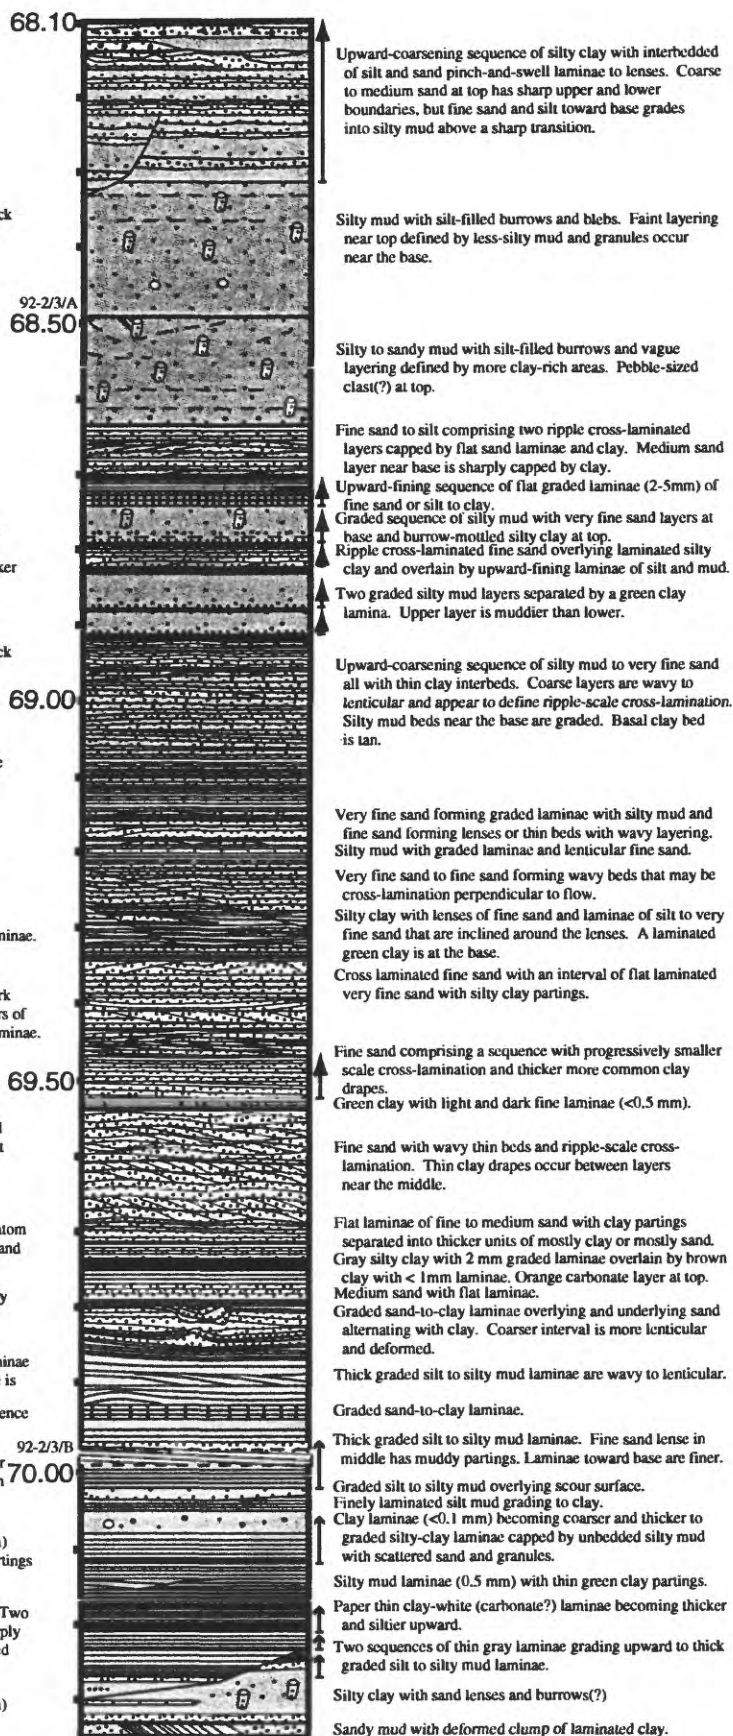 68.10
Upward-coarsening sequence of silty clay with interbedded
of silt and sand pinch-and-swell laminae to lenses. Coarse
to medium sand at top has sharp upper and lower
boundaries, but fine sand and silt toward base grades
into silty mud above a sharp transition.
ck
Silty mud with silt-filled burrows and blebs. Faint layering
near top defined by less-silty mud and granules occur
near the base.
92-2/3/A
68.50
Silty to sandy mud with silt-filled burrows and vague
layering defined by more clay-rich areas. Pebble-sized
clast(?) at top.
Fine sand to silt comprising two ripple cross-laminated
layers capped by flat sand laminae and clay. Medium sand
layer near base is sharply capped by clay.
Upward-fining sequence of flat graded laminae (2-5mm) of
fine sand or silt to clay.
Graded sequence of silty mud with very fine sand layers at
base and burrow-mottled silty clay at top.
Ripple cross-laminated fine sand overlying laminated silty
clay and overlain by upward-fining laminae of silt and mud.
ker
Two graded silty mud layers separated by a green clay
lamina. Upper layer is muddier than lower.
ck
Upward-coarsening sequence of silty mud to very fine sand
all with thin clay interbeds. Coarse layers are wavy to
lenticular and appear to define ripple-scale cross-lamination.
Silty mud beds near the base are graded. Basal clay bed
is tan.
69.00
e
Very fine sand forming graded laminae with silty mud and
fine sand forming lenses or thin beds with wavy layering.
Silty mud with graded laminae and lenticular fine sand.
Very fine sand to fine sand forming wavy beds that may be
cross-lamination perpendicular to flow.
Silty clay with lenses of fine sand and laminae of silt to very
fine sand that are inclined around the lenses. A laminated
green clay is at the base.
minae.
Cross laminated fine sand with an interval of flat laminated
very fine sand with silty clay partings.
rk
rs of
minae.
Fine sand comprising a sequence with progressively smaller
scale cross-lamination and thicker more common clay
drapes.
69.50
Green clay with light and dark fine laminae (<0.5 mm).
d
t
Fine sand with wavy thin beds and ripple-scale cross-
lamination. Thin clay drapes occur between layers
near the middle.
tom
and
Flat laminae of fine to medium sand with clay partings
separated into thicker units of mostly clay or mostly sand.
Gray silty clay with 2 mm graded laminae overlain by brown
clay with < 1mm laminae. Orange carbonate layer at top.
Medium sand with flat laminae.
y
Graded sand-to-clay laminae overlying and underlying sand
alternating with clay. Coarser interval is more lenticular
and deformed.
minae
e is
Thick graded silt to silty mud laminae are wavy to lenticular.
ence
Graded sand-to-clay laminae.
92-2/3/B
Thick graded silt to silty mud laminae. Fine sand lense in
middle has muddy partings. Laminae toward base are finer.
r
n
70.00
Graded silt to silty mud overlying scour surface.
Finely laminated silt mud grading to clay.
Clay laminae (<0.1 mm) becoming coarser and thicker to
graded silty-clay laminae capped by unbedded silty mud
with scattered sand and granules.
n)
tings
Silty mud laminae (0.5 mm) with thin green clay partings.
Two
ply
ed
Paper thin clay-white (carbonate?) laminae becoming thicker
and siltier upward.
Two sequences of thin gray laminae grading upward to thick
graded silt to silty mud laminae.
n)
Silty clay with sand lenses and burrows(?)
Sandy mud with deformed clump of laminated clay.